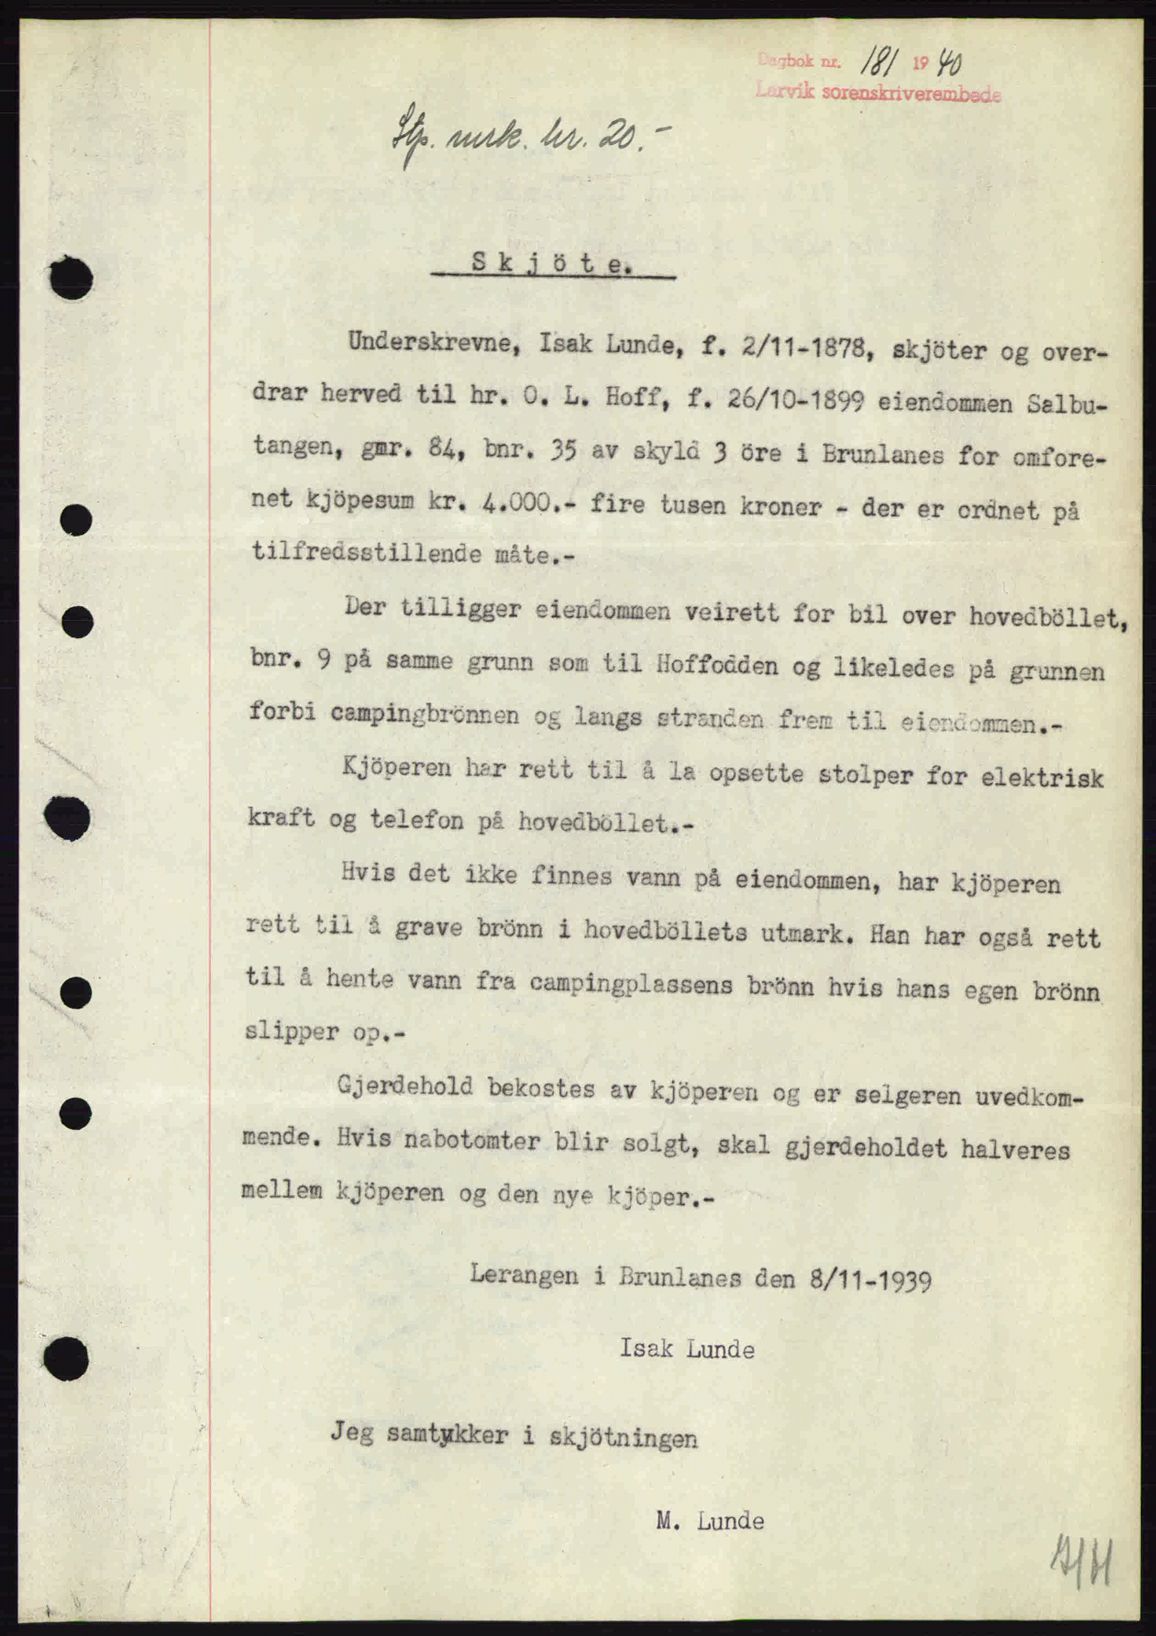 Dagbok nr. 181 1940
Larvik sorenskriverembede
Stp. mrk. kr. 20.-
Skjöte.
Underskrevne, Isak Lunde, f. 2/11-1878, skjöter og over-
drar herved til hr. O. L. Hoff, f. 26/10-1899 eiendommen Salbu-
tangen, gnr. 84, bnr. 35 av skyld 3 öre i Brunlanes for omfore-
net kjöpesum kr. 4.000.- fire tusen kroner - der er ordnet på
tilfredsstillende måte.-
Der tilligger eiendommen veirett for bil over hovedböllet,
bnr. 9 på samme grunn som til Hoffodden og likeledes på grunnen
forbi campingbrönnen og langs stranden frem til eiendommen.-
Kjöperen har rett til å la opsette stolper for elektrisk
kraft og telefon på hovedböllet.-
Hvis det ikke finnes vann på eiendommen, har kjöperen
rett til å grave brönn i hovedböllets utmark. Han har også rett
til å hente vann fra campingplassens brönn hvis hans egen brönn
slipper op.-
Gjerdehold bekostes av kjöperen og er selgeren uvedkom-
mende. Hvis nabotomter blir solgt, skal gjerdeholdet halveres
mellem kjöperen og den nye kjöper.-
Lerangen i Brunlanes den 8/11-1939
Isak Lunde
Jeg samtykker i skjötningen
M. Lunde